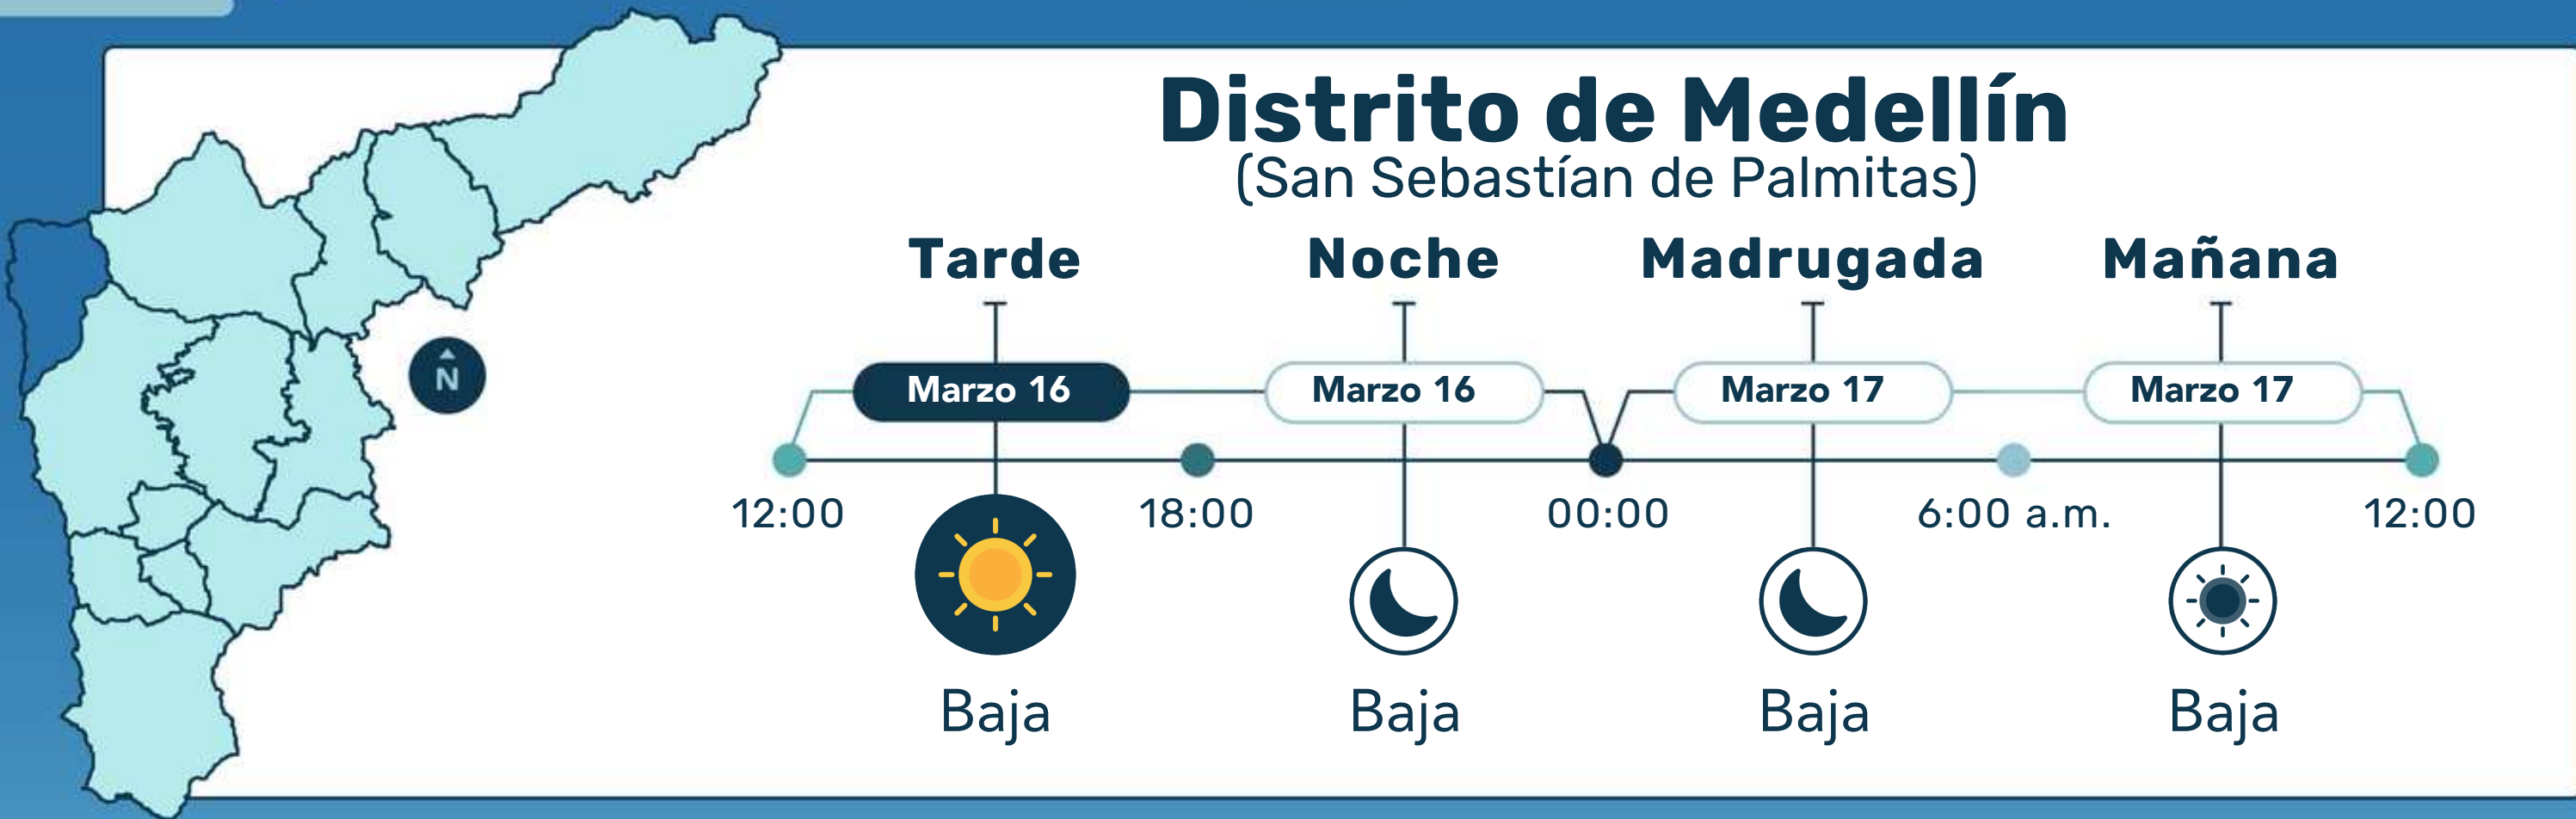 Distrito de Medellín
(San Sebastían de Palmitas)
Tarde Noche Madrugada Mañana
Marzo 16 Marzo 16 Marzo 17 Marzo 17
N
12:00 18:00 00:00 6:00 a.m. 12:00
Baja Baja Baja Baja